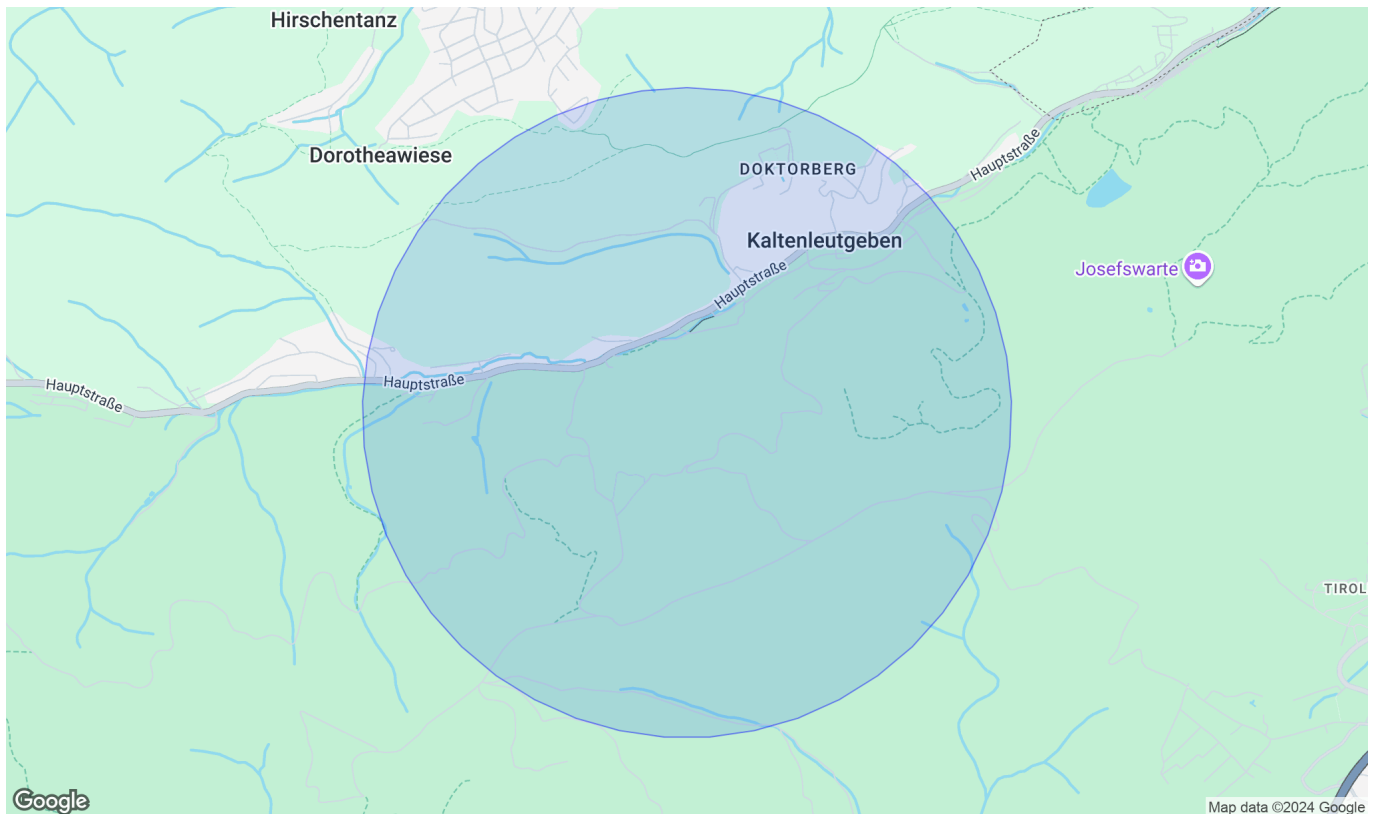 Hirschentanz
Dorotheawiese
DOKTORBERG
Hauptstraße
Kaltenleutgeben
Josefswarte
Hauptstraße
Hauptstraße
Hauptstraße
TIROL
Google
Map data ©2024 Google